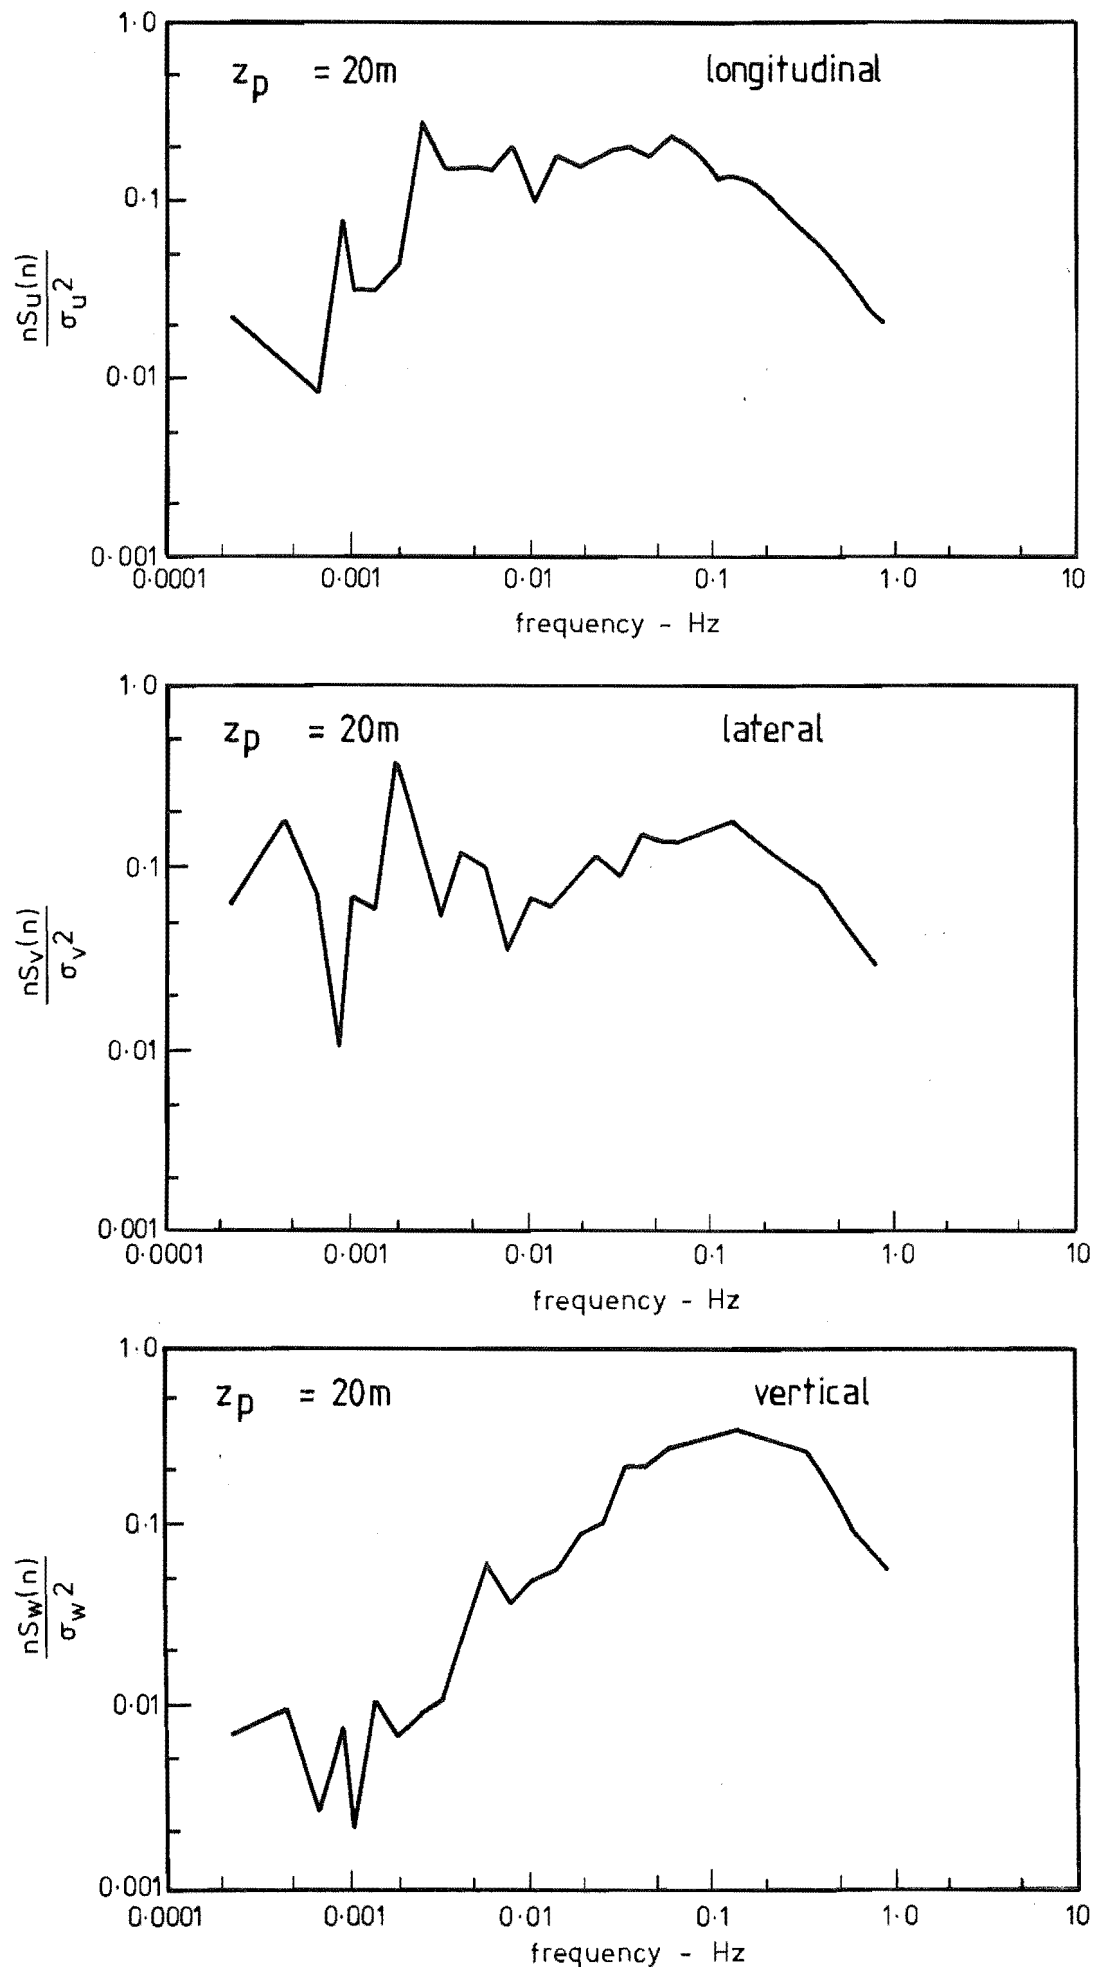 1·0
z_p = 20m
longitudinal
0·1
0·01
0·001
nSu(n)
σu2
0·0001 0·001 0·01 0·1 1·0 10
frequency - Hz
1·0
z_p = 20m
lateral
0·1
0·01
0·001
nSv(n)
σv2
0·0001 0·001 0·01 0·1 1·0 10
frequency - Hz
1·0
z_p = 20m
vertical
0·1
0·01
0·001
nSw(n)
σw2
0·0001 0·001 0·01 0·1 1·0 10
frequency - Hz